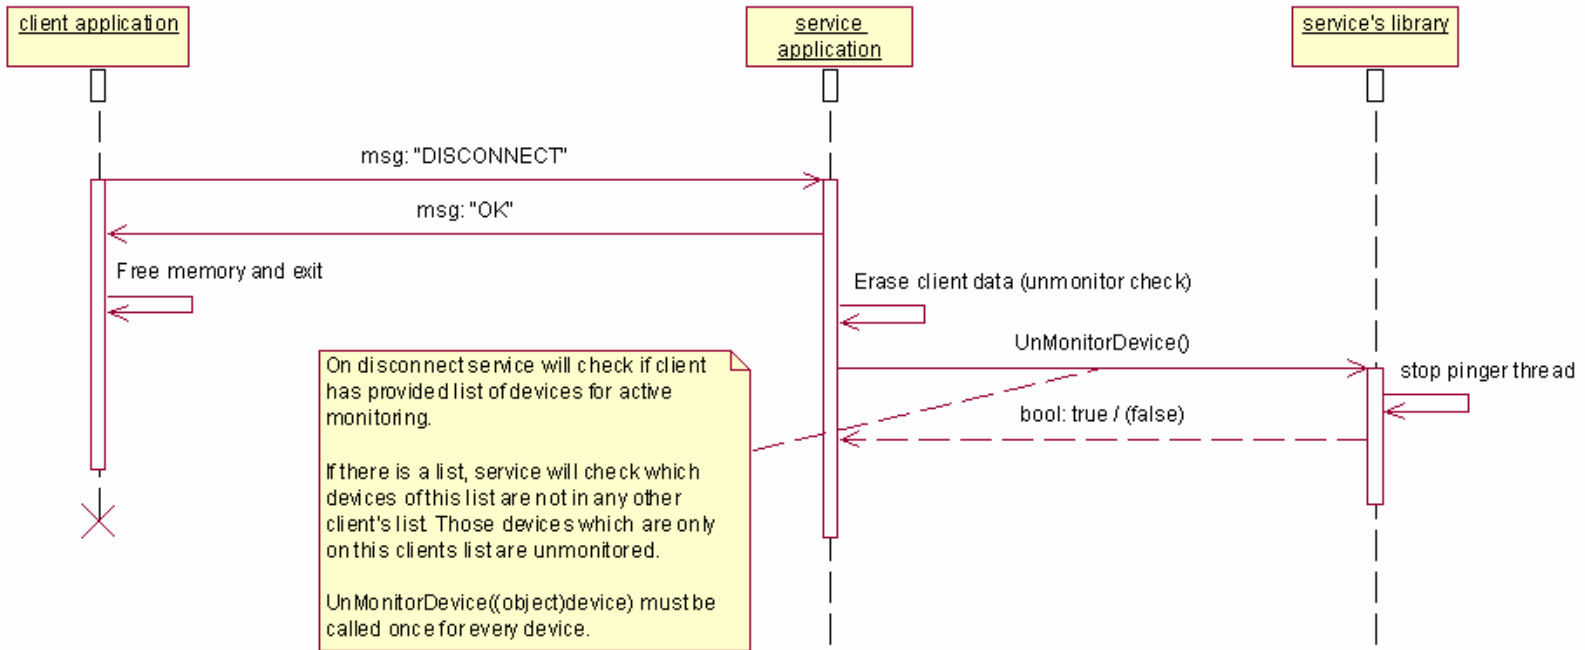 client application
service
application
service's library
msg: "DISCONNECT"
msg: "OK"
Free memory and exit
Erase client data (unmonitor check)
UnMonitorDevice()
stop pinger thread
bool: true / (false)
On disconnect service will check if client
has provided list of devices for active
monitoring.
If there is a list, service will check which
devices of this list are not in any other
client's list. Those devices which are only
on this clients list are unmonitored.
UnMonitorDevice((object)device) must be
called once for every device.